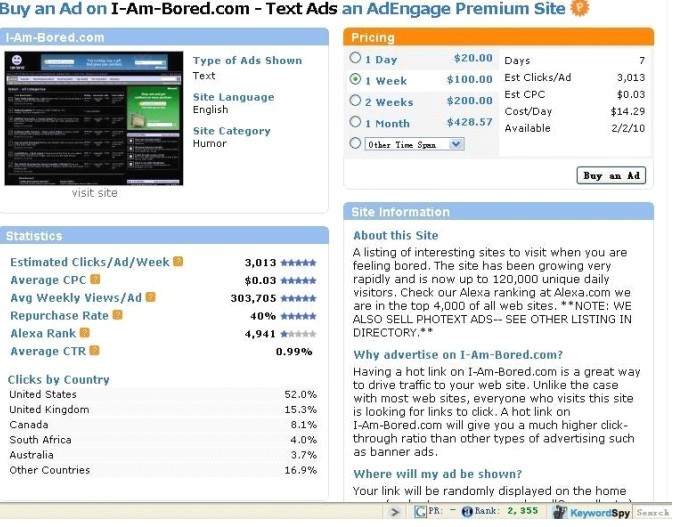 Buy an Ad on I-Am-Bored.com - Text Ads an AdEngage Premium Site P
I-Am-Bored.com
Type of Ads Shown
Text
Site Language
English
Site Category
Humor
visit site
Pricing
1 Day $20.00
1 Week $100.00
2 Weeks $200.00
1 Month $428.57
Other Time Span
Days 7
Est Clicks/Ad 3,013
Est CPC $0.03
Cost/Day $14.29
Available 2/2/10
Buy an Ad
Statistics
Estimated Clicks/Ad/Week ? 3,013
Average CPC ? $0.03
Avg Weekly Views/Ad ? 303,705
Repurchase Rate ? 40%
Alexa Rank ? 4,941
Average CTR ? 0.99%
Clicks by Country
United States 52.0%
United Kingdom 15.3%
Canada 8.1%
South Africa 4.0%
Australia 3.7%
Other Countries 16.9%
Site Information
About this Site
A listing of interesting sites to visit when you are
feeling bored. The site has been growing very
rapidly and is now up to 120,000 unique daily
visitors. Check our Alexa ranking at Alexa.com we
are in the top 4,000 of all web sites. **NOTE: WE
ALSO SELL PHOTEXT ADS-- SEE OTHER LISTING IN
DIRECTORY.**
Why advertise on I-Am-Bored.com?
Having a hot link on I-Am-Bored.com is a great way
to drive traffic to your web site. Unlike the case
with most web sites, everyone who visits this site
is looking for links to click. A hot link on
I-Am-Bored.com will give you a much higher click-
through ratio than other types of advertising such
as banner ads.
Where will my ad be shown?
Your link will be randomly displayed on the home
PR: - Rank: 2,355 KeywordSpy Search